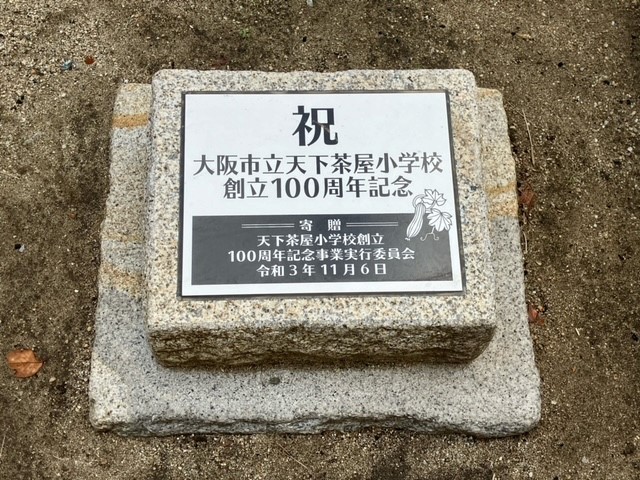 祝
大阪市立天下茶屋小学校
創立100周年記念
寄贈
天下茶屋小学校創立
100周年記念事業実行委員会
令和3年11月6日